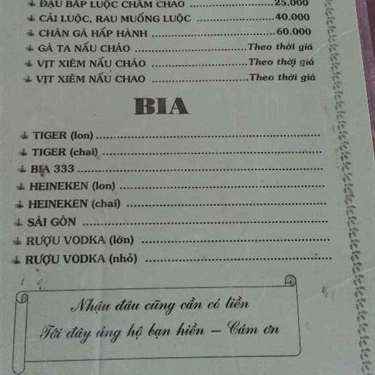 ĐẬU BẮP LUỘC CHẤM CHAO ........ 25.000
CẢI LUỘC, RAU MUỐNG LUỘC ........ 40.000
CHÂN GÀ HẤP HÀNH ........ 60.000
GÀ TA NẤU CHÁO ........ Theo thời giá
VỊT XIÊM NẤU CHÁO ........ Theo thời giá
VỊT XIÊM NẤU CHAO ........ Theo thời giá
BIA
TIGER (lon) ........
TIGER (chai) ........
BIA 333 ........
HEINEKEN (lon) ........
HEINEKEN (chai) ........
SÀI GÒN ........
RƯỢU VODKA (lớn) ........
RƯỢU VODKA (nhỏ) ........
Nhậu đâu cũng cần có tiền
Tới đây ủng hộ bạn hiền – Cám ơn